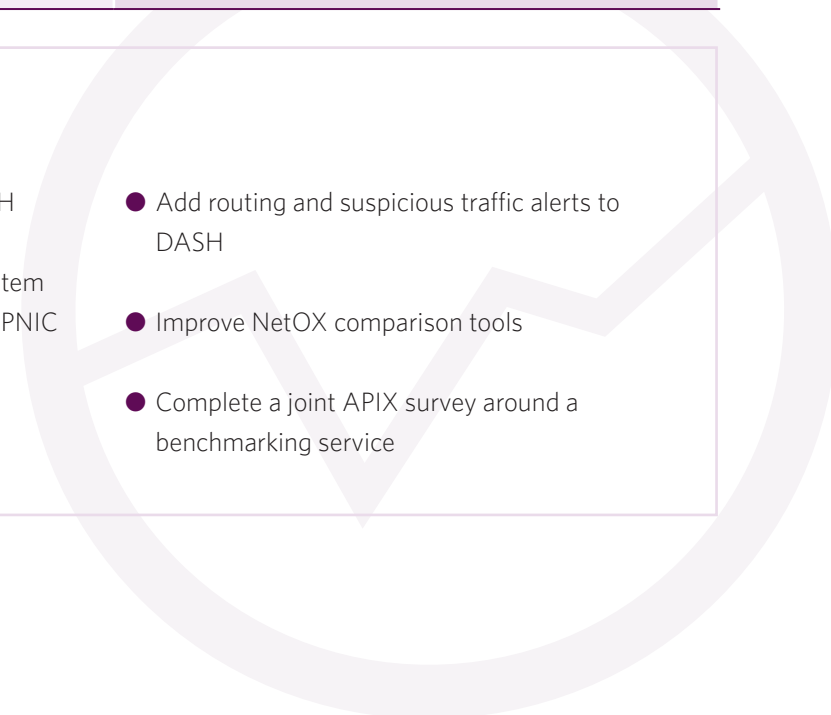 H
tem
PNIC
● Add routing and suspicious traffic alerts to
DASH
● Improve NetOX comparison tools
● Complete a joint APIX survey around a
benchmarking service